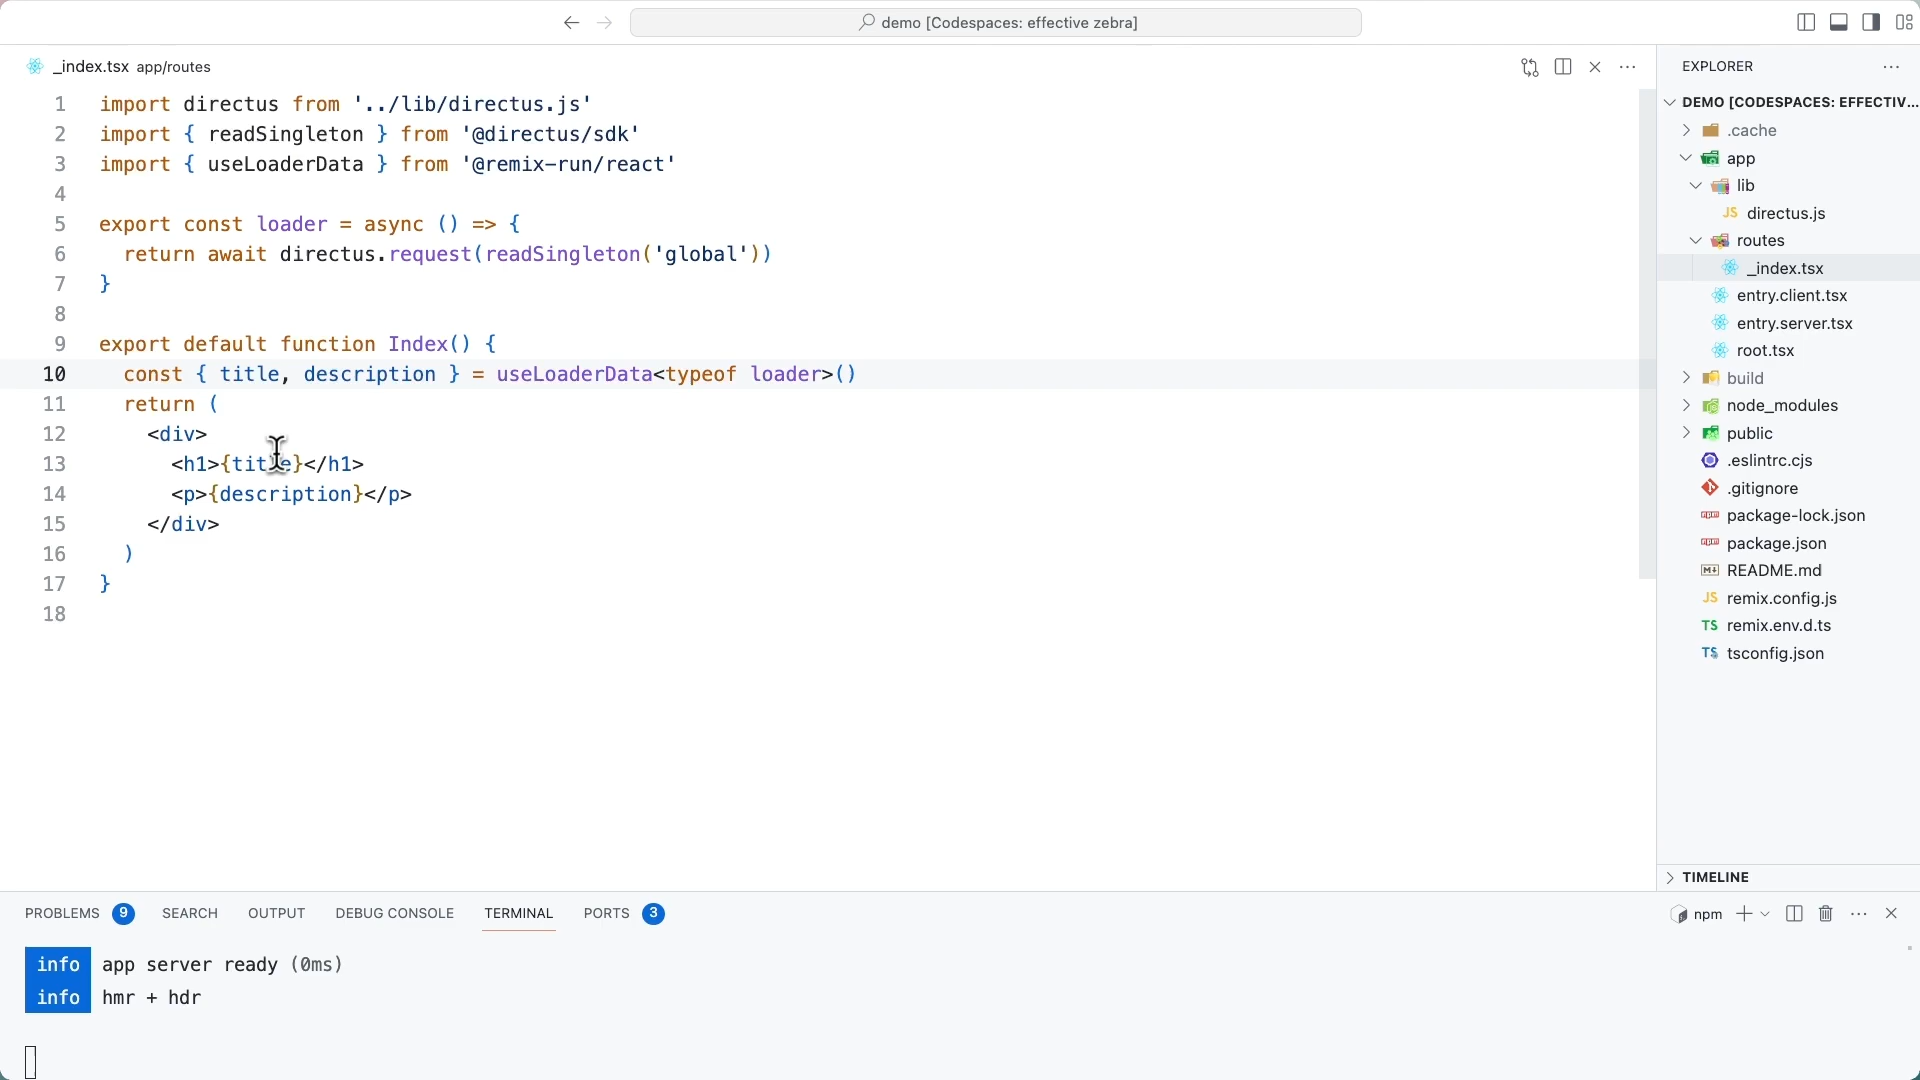 demo [Codespaces: effective zebra]
_index.tsx app/routes
1 import directus from '../lib/directus.js'
2 import { readSingleton } from '@directus/sdk'
3 import { useLoaderData } from '@remix-run/react'
4
5 export const loader = async () => {
6   return await directus.request(readSingleton('global'))
7 }
8
9 export default function Index() {
10   const { title, description } = useLoaderData<typeof loader>()
11   return (
12     <div>
13       <h1>{title}</h1>
14       <p>{description}</p>
15     </div>
16   )
17 }
18
EXPLORER
DEMO [CODESPACES: EFFECTIV...
.cache
app
lib
JS directus.js
routes
_index.tsx
entry.client.tsx
entry.server.tsx
root.tsx
build
node_modules
public
.eslintrc.cjs
.gitignore
package-lock.json
package.json
README.md
JS remix.config.js
TS remix.env.d.ts
TS tsconfig.json
TIMELINE
PROBLEMS 9 SEARCH OUTPUT DEBUG CONSOLE TERMINAL PORTS 3
npm
info app server ready (0ms)
info hmr + hdr